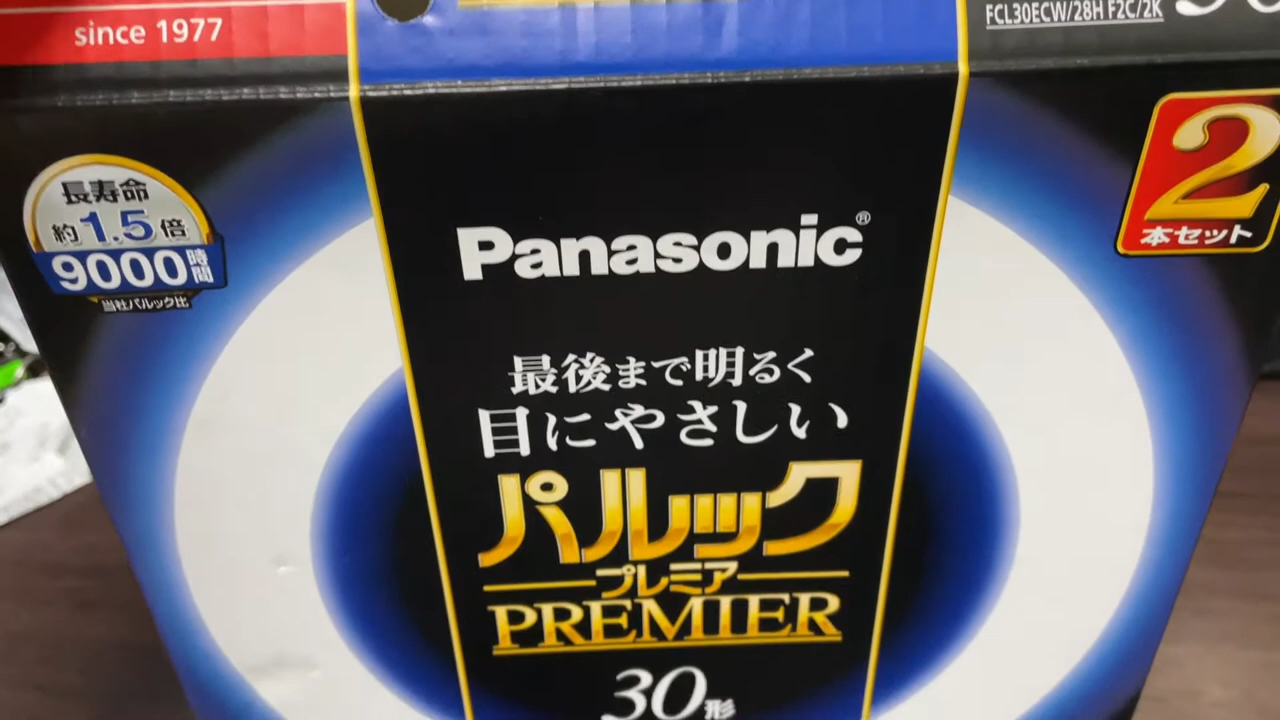 since 1977
FCL30ECW/28H F2C/2K
長寿命
約1.5倍
9000時間
当社パルック比
2
本セット
Panasonic®
最後まで明るく
目にやさしい
パルック
プレミア
PREMIER
30形